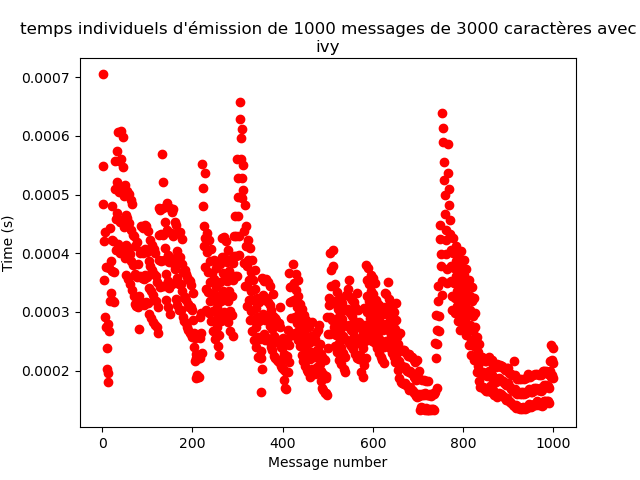 temps individuels d'émission de 1000 messages de 3000 caractères avec
ivy
0.0007
0.0006
0.0005
0.0004
0.0003
0.0002
Time (s)
0 200 400 600 800 1000
Message number